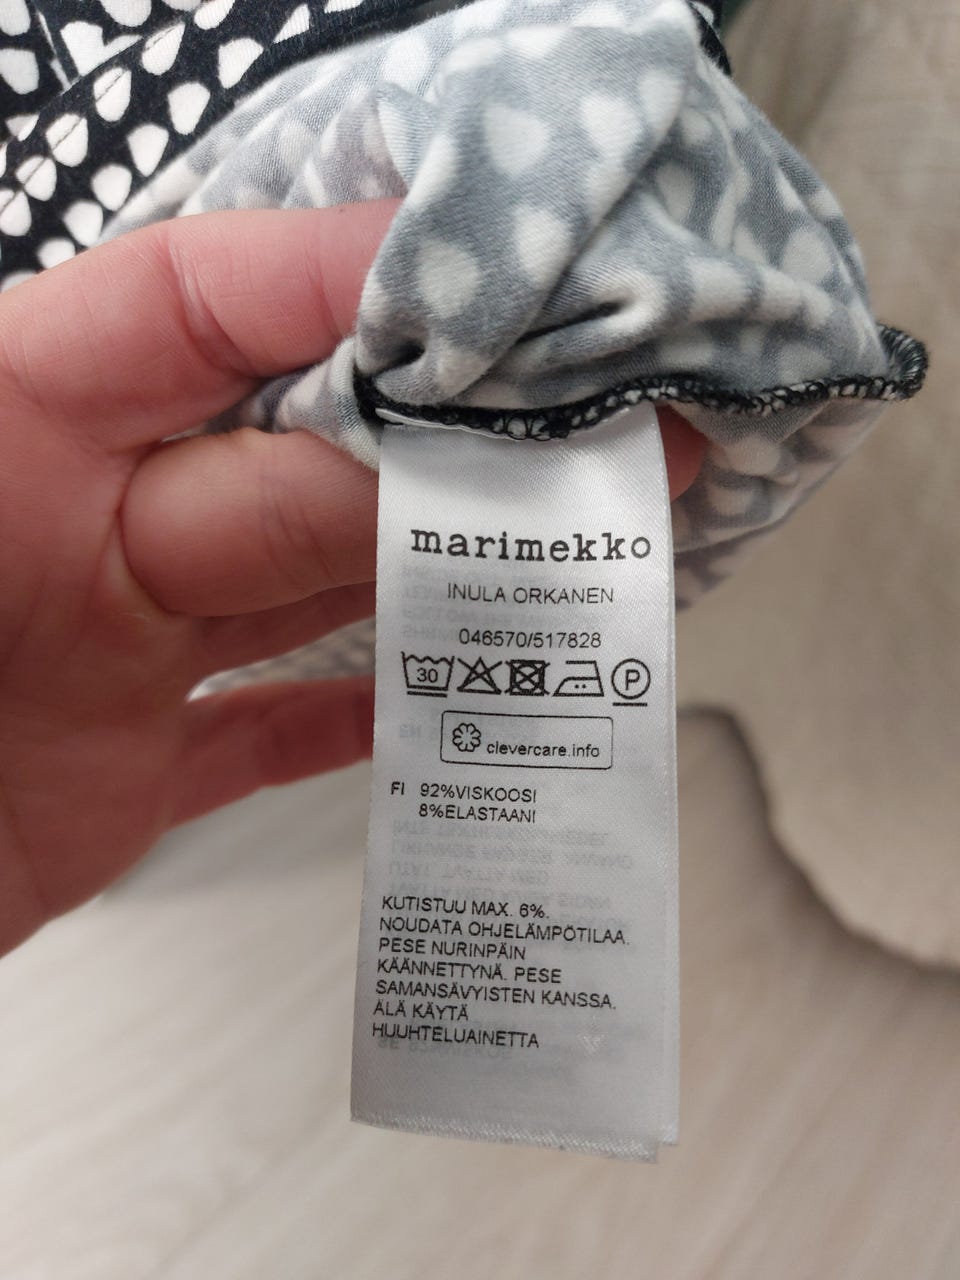 marimekko
INULA ORKANEN
046570/517828
30
P
clevercare.info
FI 92%VISKOOSI
8%ELASTAANI
KUTISTUU MAX. 6%.
NOUDATA OHJELÄMPÖTILAA.
PESE NURINPÄIN
KÄÄNNETTYNÄ. PESE
SAMANSÄVYISTEN KANSSA.
ÄLÄ KÄYTÄ
HUUHTELUAINETTA